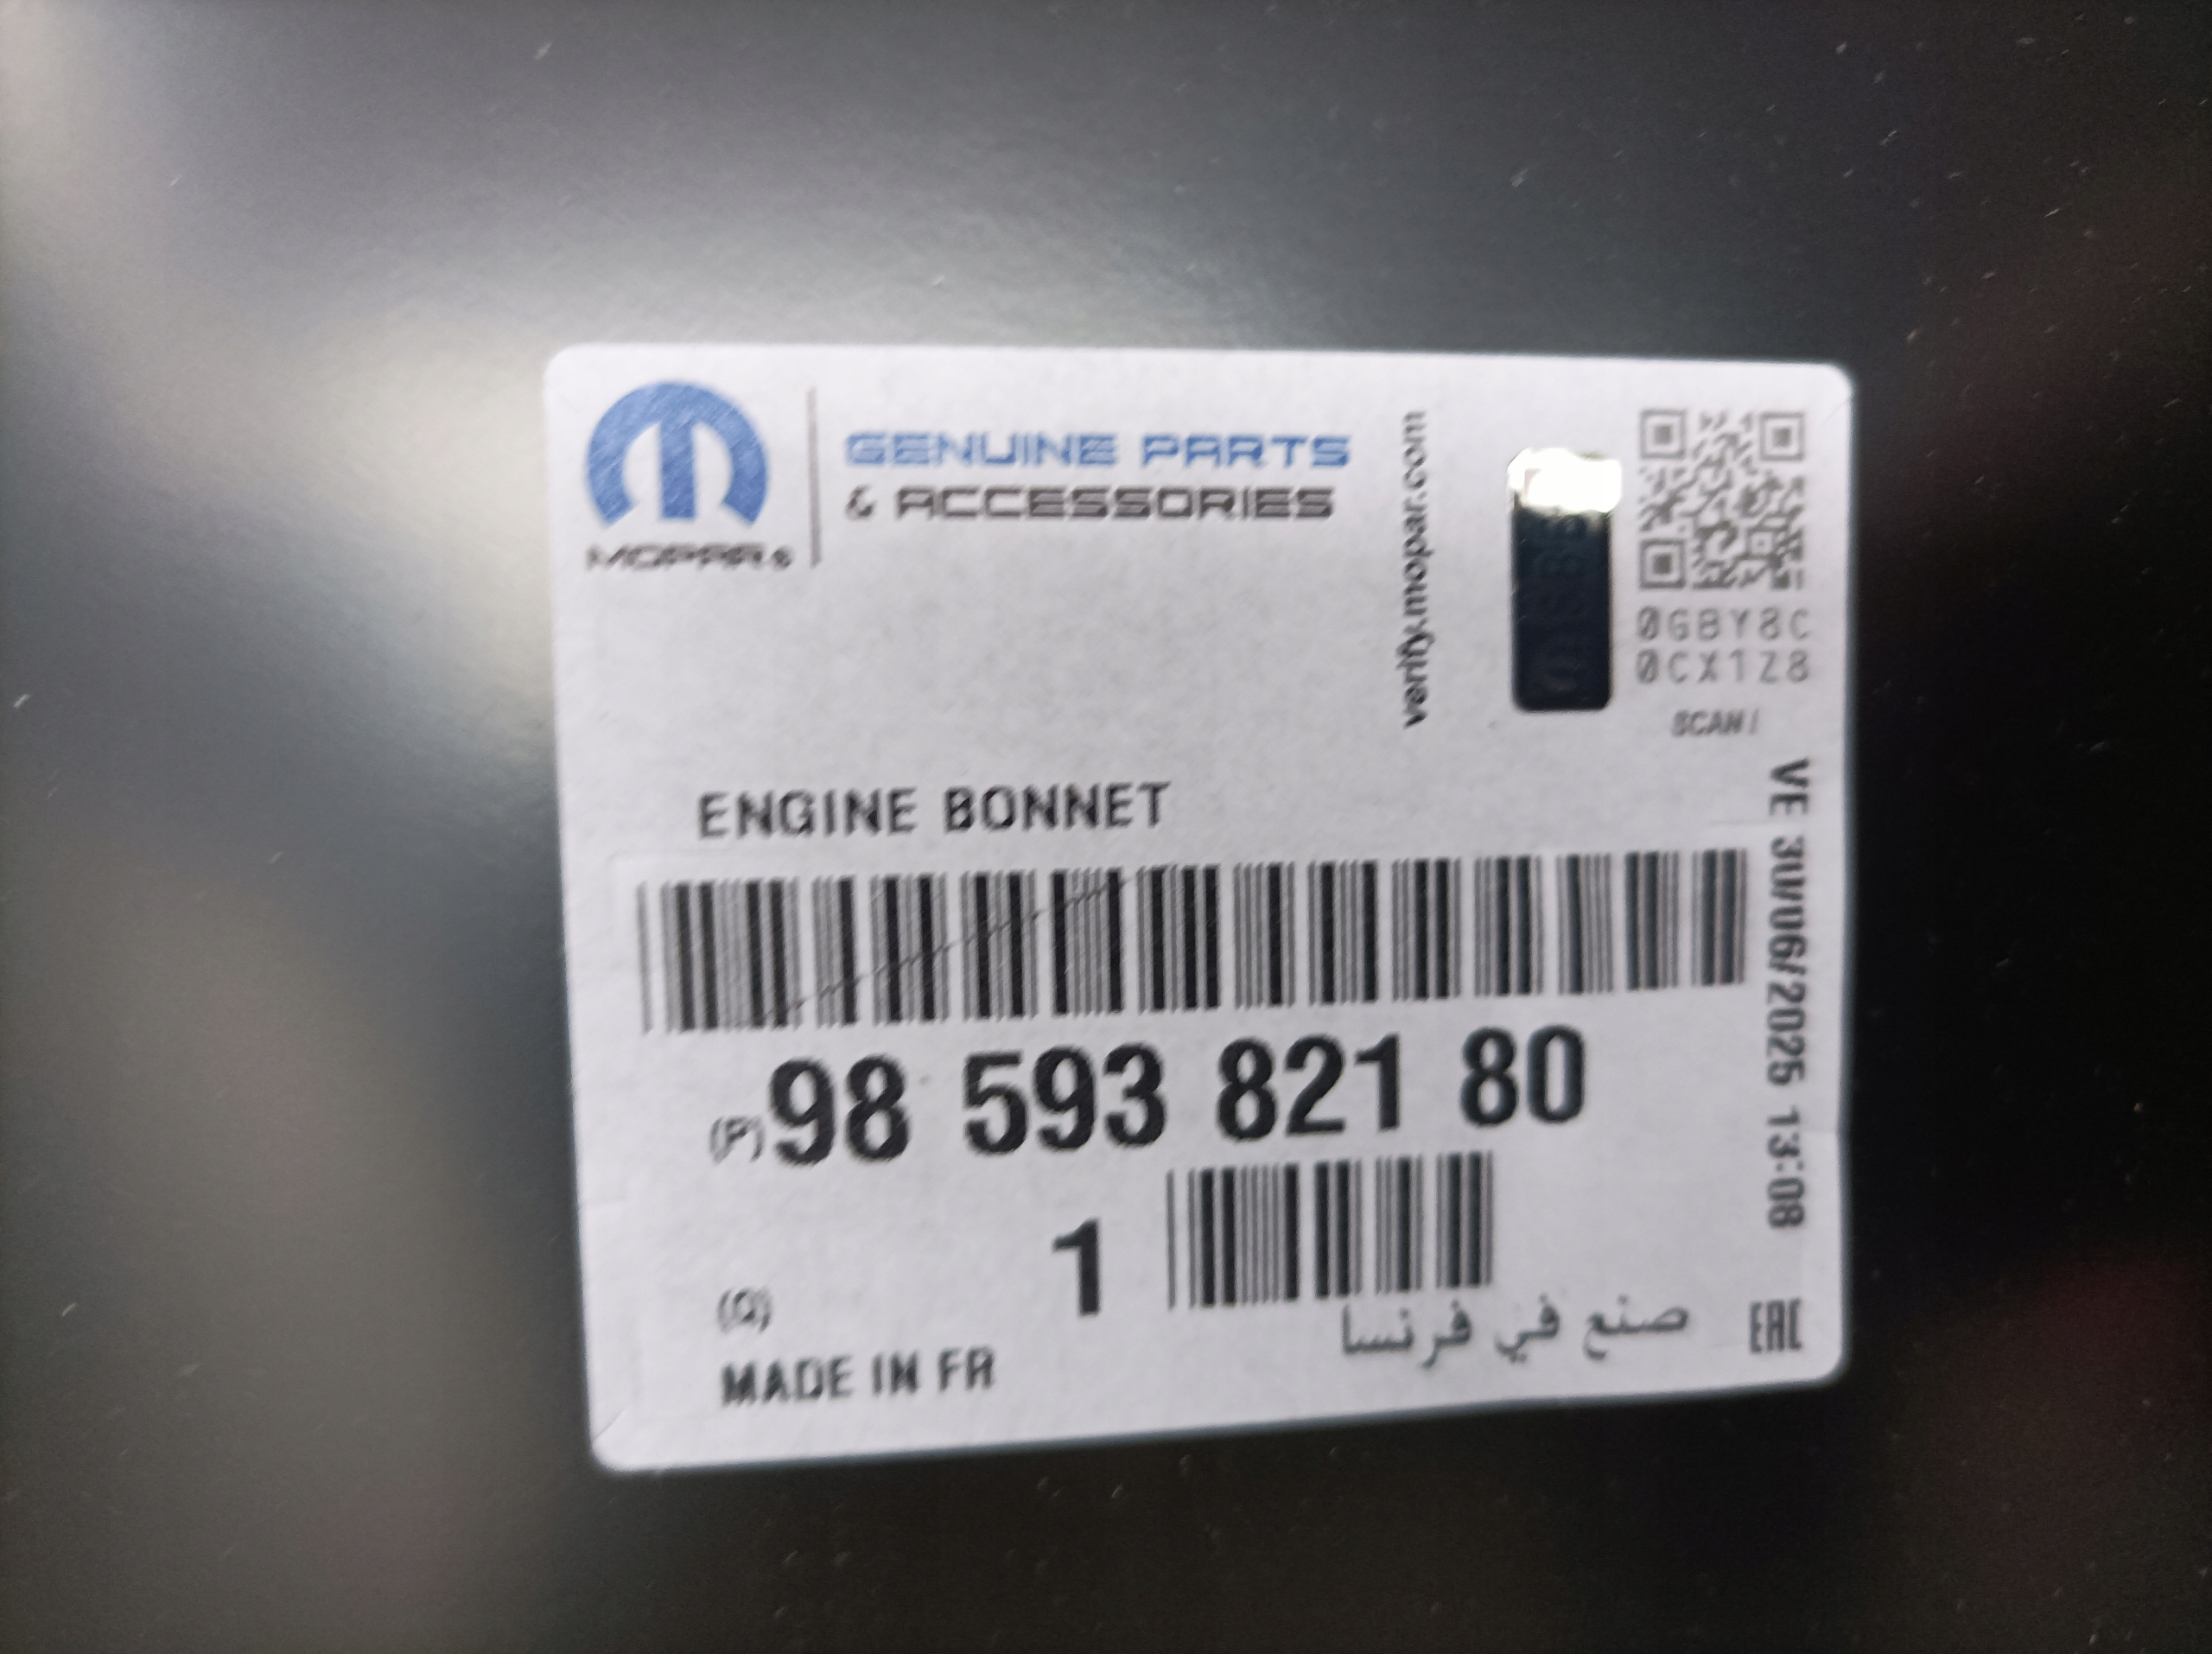 GENUINE PARTS
& ACCESSORIES
MOPAR
verify.mopar.com
0G8Y8C
0CX1Z8
SCAN
ENGINE BONNET
VE 30/06/2025 13:08
(P) 98 593 821 80
(Q) 1
صنع في فرنسا
MADE IN FR
EAC